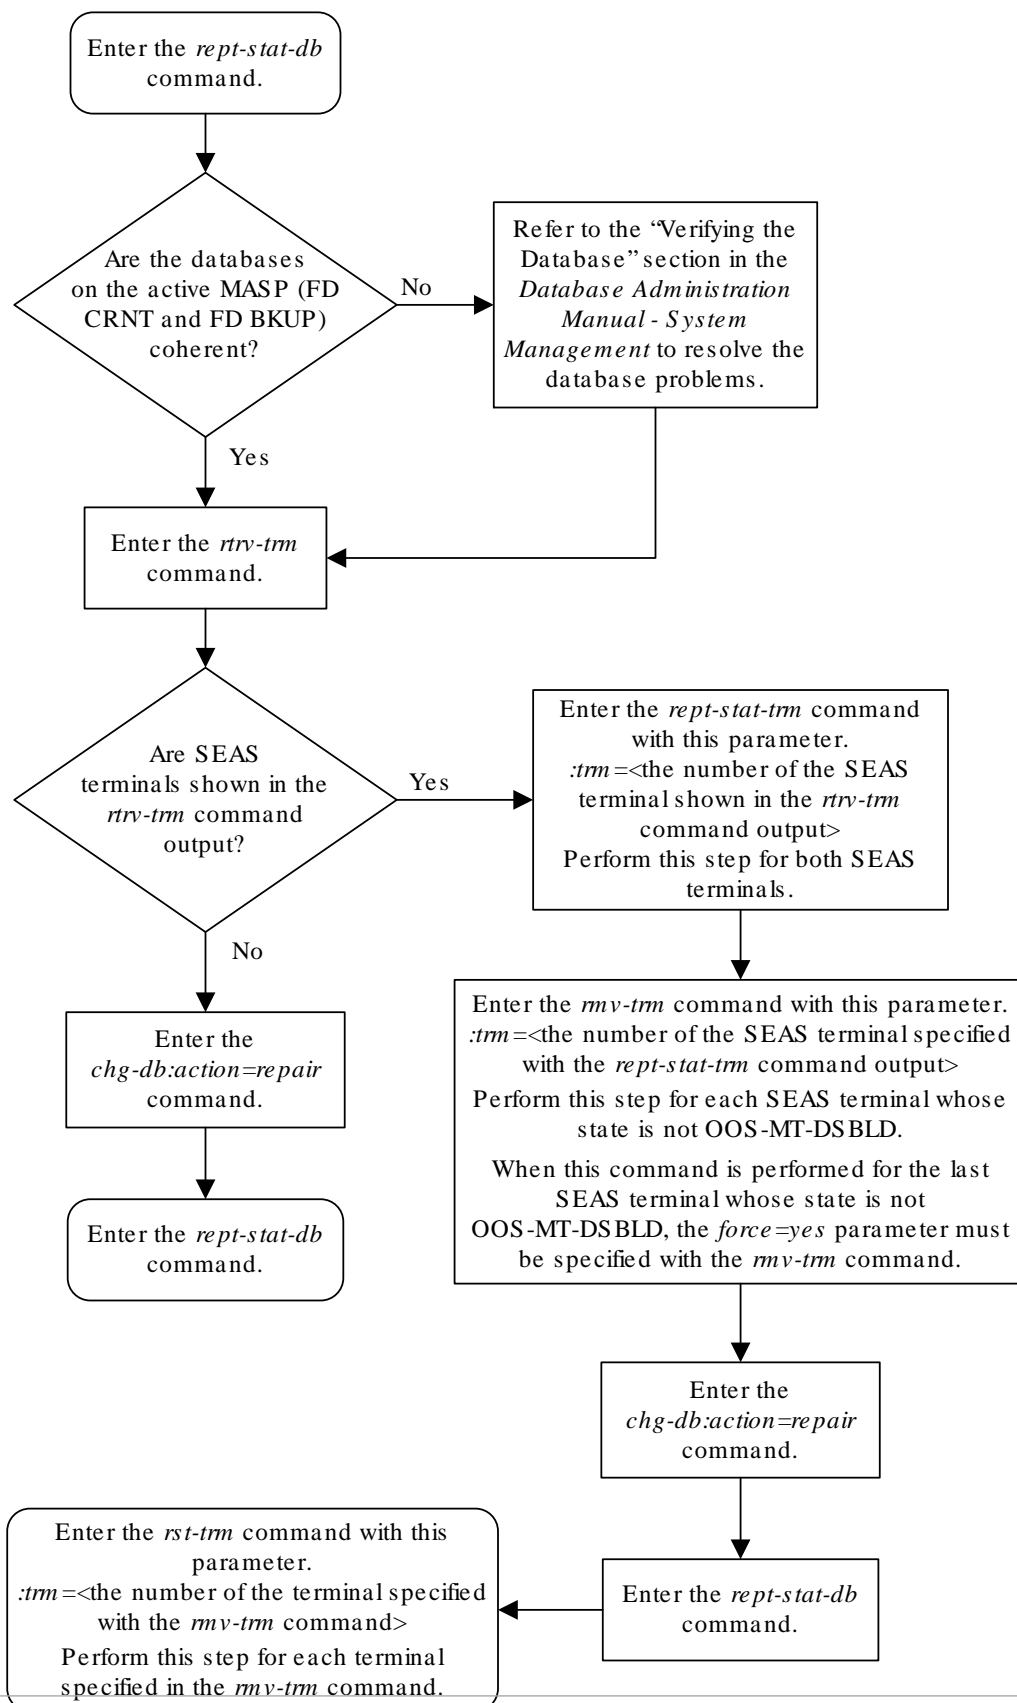 Enter the rept-stat-db
command.
Are the databases
on the active MASP (FD
CRNT and FD BKUP)
coherent?
No
Refer to the “Verifying the
Database” section in the
Database Administration
Manual - System
Management to resolve the
database problems.
Yes
Enter the rtrv-trm
command.
Are SEAS
terminals shown in the
rtrv-trm command
output?
Yes
Enter the rept-stat-trm command
with this parameter.
:trm=<the number of the SEAS
terminal shown in the rtrv-trm
command output>
Perform this step for both SEAS
terminals.
No
Enter the
chg-db:action=repair
command.
Enter the rept-stat-db
command.
Enter the rmv-trm command with this parameter.
:trm=<the number of the SEAS terminal specified
with the rept-stat-trm command output>
Perform this step for each SEAS terminal whose
state is not OOS-MT-DSBLD.
When this command is performed for the last
SEAS terminal whose state is not
OOS-MT-DSBLD, the force=yes parameter must
be specified with the rmv-trm command.
Enter the
chg-db:action=repair
command.
Enter the rept-stat-db
command.
Enter the rst-trm command with this
parameter.
:trm=<the number of the terminal specified
with the rmv-trm command>
Perform this step for each terminal
specified in the rmv-trm command.